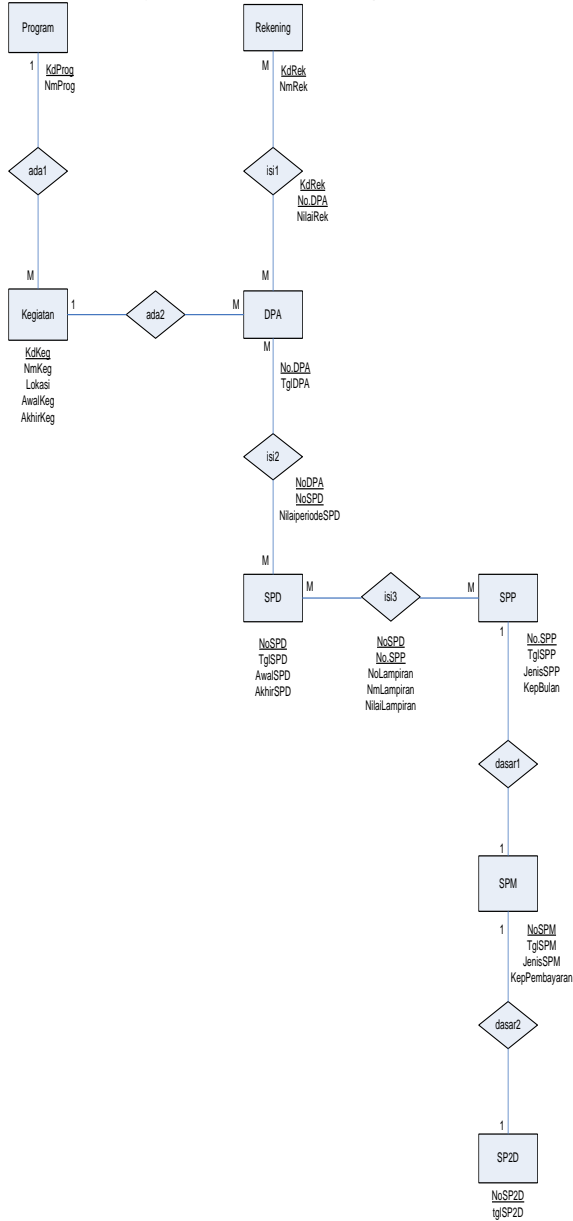 Program
Rekening
1
KdProg
NmProg
M
KdRek
NmRek
ada1
isi1
KdRek
No.DPA
NilaiRek
M
M
Kegiatan
1
ada2
M
DPA
KdKeg
NmKeg
Lokasi
AwalKeg
AkhirKeg
M
No.DPA
TglDPA
isi2
NoDPA
NoSPD
NilaiperiodeSPD
M
SPD
M
isi3
M
SPP
NoSPD
TglSPD
AwalSPD
AkhirSPD
NoSPD
No.SPP
NoLampiran
NmLampiran
NilaiLampiran
1
No.SPP
TglSPP
JenisSPP
KepBulan
dasar1
1
SPM
1
NoSPM
TglSPM
JenisSPM
KepPembayaran
dasar2
1
SP2D
NoSP2D
tglSP2D